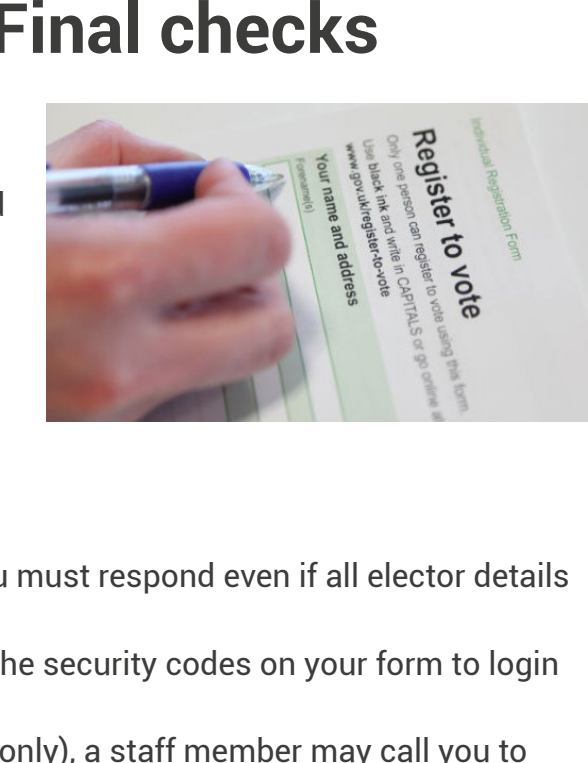 Final checks
Individual Registration Form
Register to vote
Only one person can register to vote using this form.
Use black ink and write in CAPITALS or go online
www.gov.uk/register-to-vote
Your name and address
Forename(s)
must respond even if all elector details
the security codes on your form to login
only), a staff member may call you to